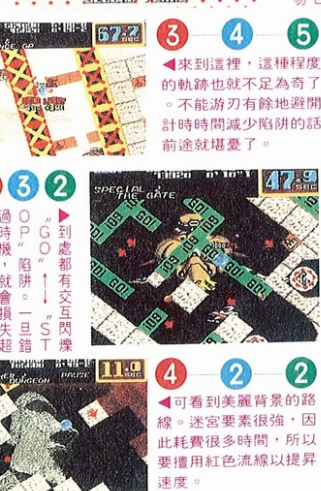 67.2
SEC
3 4 5
◀來到這裡，這種程度
的軌跡也就不足為奇了
。不能游刃有餘地避開
計時時間減少陷阱的話
前途就堪憂了。
3 2
▶到處都有交互閃爍
"GO"←→"ST
OP"陷阱。一旦錯
過時機，就會損失超
SPECIAL
THE GATE
47.9
SEC
GO!
4 2 2
DUNGEON
PAUSE
11.0
SEC
◀可看到美麗背景的路
線。迷宮要素很強，因
此耗費很多時間，所以
要擅用紅色流線以提昇
速度。